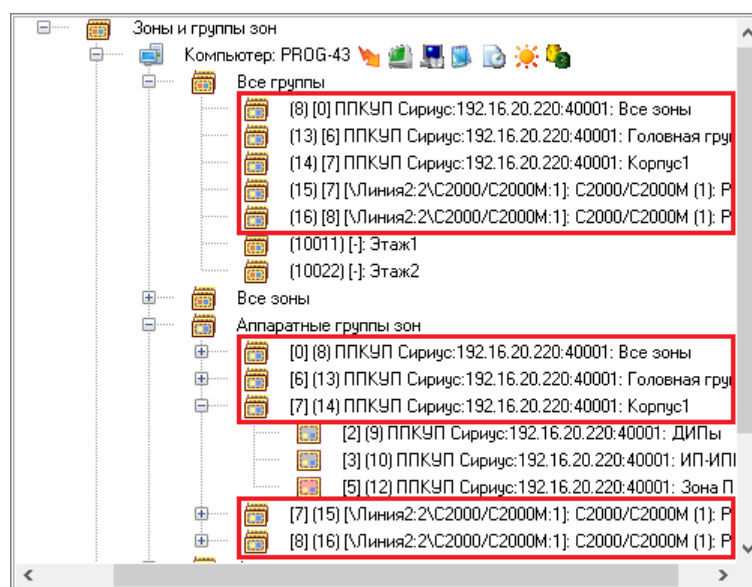 Зоны и группы зон
Компьютер: PROG-43
Все группы
(8) [0] ППКУП Сириус:192.16.20.220:40001: Все зоны
(13) [6] ППКУП Сириус:192.16.20.220:40001: Головная гру
(14) [7] ППКУП Сириус:192.16.20.220:40001: Корпус1
(15) [7] [\Линия2:2\С2000/С2000М:1]: С2000/С2000М (1): Р
(16) [8] [\Линия2:2\С2000/С2000М:1]: С2000/С2000М (1): Р
(10011) [-]: Этаж1
(10022) [-]: Этаж2
Все зоны
Аппаратные группы зон
[0] (8) ППКУП Сириус:192.16.20.220:40001: Все зоны
[6] (13) ППКУП Сириус:192.16.20.220:40001: Головная гру
[7] (14) ППКУП Сириус:192.16.20.220:40001: Корпус1
[2] (9) ППКУП Сириус:192.16.20.220:40001: ДИПы
[3] (10) ППКУП Сириус:192.16.20.220:40001: ИП-ИП
[5] (12) ППКУП Сириус:192.16.20.220:40001: Зона П
[7] (15) [\Линия2:2\С2000/С2000М:1]: С2000/С2000М (1): Р
[8] (16) [\Линия2:2\С2000/С2000М:1]: С2000/С2000М (1): Р